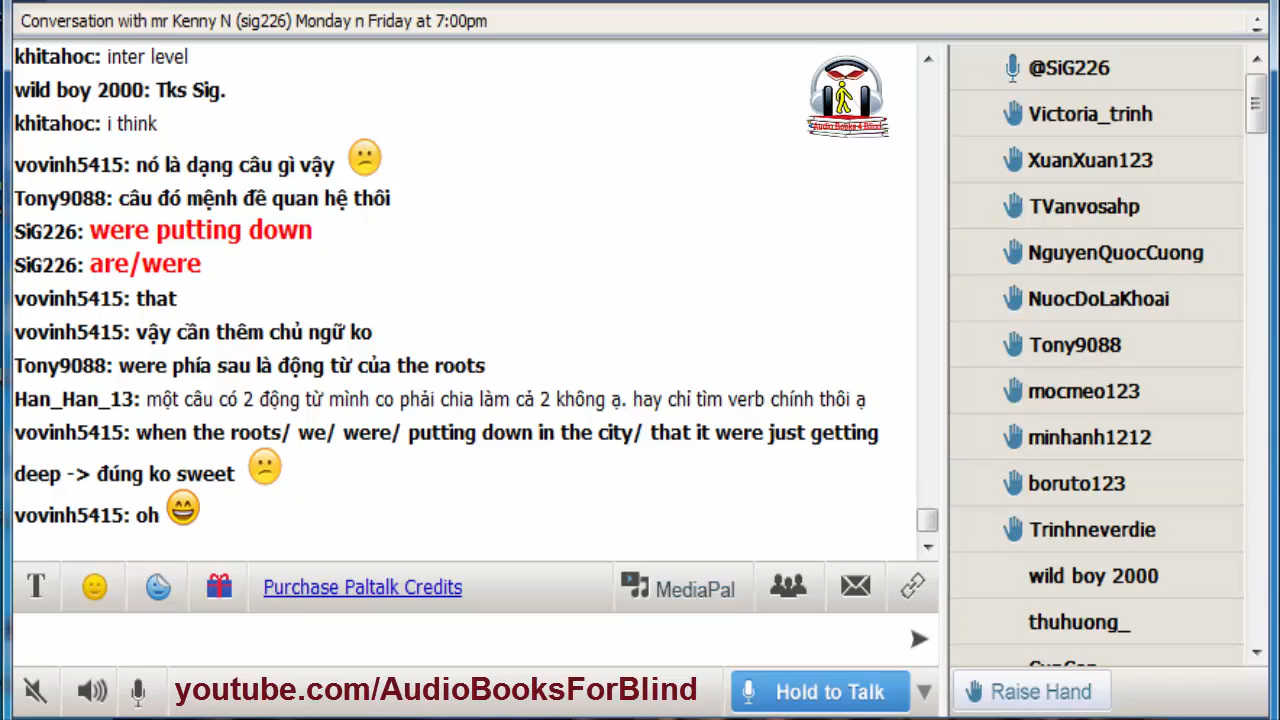 Conversation with mr Kenny N (sig226) Monday n Friday at 7:00pm
khitahoc: inter level
wild boy 2000: Tks Sig.
khitahoc: i think
vovinh5415: nó là dạng câu gì vậy
Tony9088: câu đó mệnh đề quan hệ thôi
SiG226: were putting down
SiG226: are/were
vovinh5415: that
vovinh5415: vậy cần thêm chủ ngữ ko
Tony9088: were phía sau là động từ của the roots
Han_Han_13: một câu có 2 động từ mình co phải chia làm cả 2 không ạ. hay chỉ tìm verb chính thôi ạ
vovinh5415: when the roots/ we/ were/ putting down in the city/ that it were just getting
deep -> đúng ko sweet
vovinh5415: oh
Audio Books 4 Blind
@SiG226
Victoria_trinh
XuanXuan123
TVanvosahp
NguyenQuocCuong
NuocDoLaKhoai
Tony9088
mocmeo123
minhanh1212
boruto123
Trinhneverdie
wild boy 2000
thuhuong_
T
Purchase Paltalk Credits
MediaPal
youtube.com/AudioBooksForBlind
Hold to Talk
Raise Hand